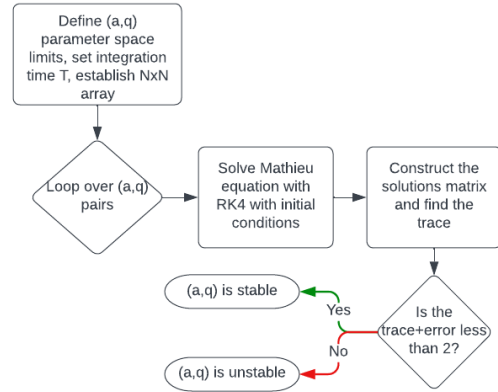 Define (a,q)
parameter space
limits, set integration
time T, establish NxN
array
Loop over (a,q)
pairs
Solve Mathieu
equation with
RK4 with initial
conditions
Construct the
solutions matrix
and find the
trace
Is the
trace+error less
than 2?
Yes
(a,q) is stable
No
(a,q) is unstable